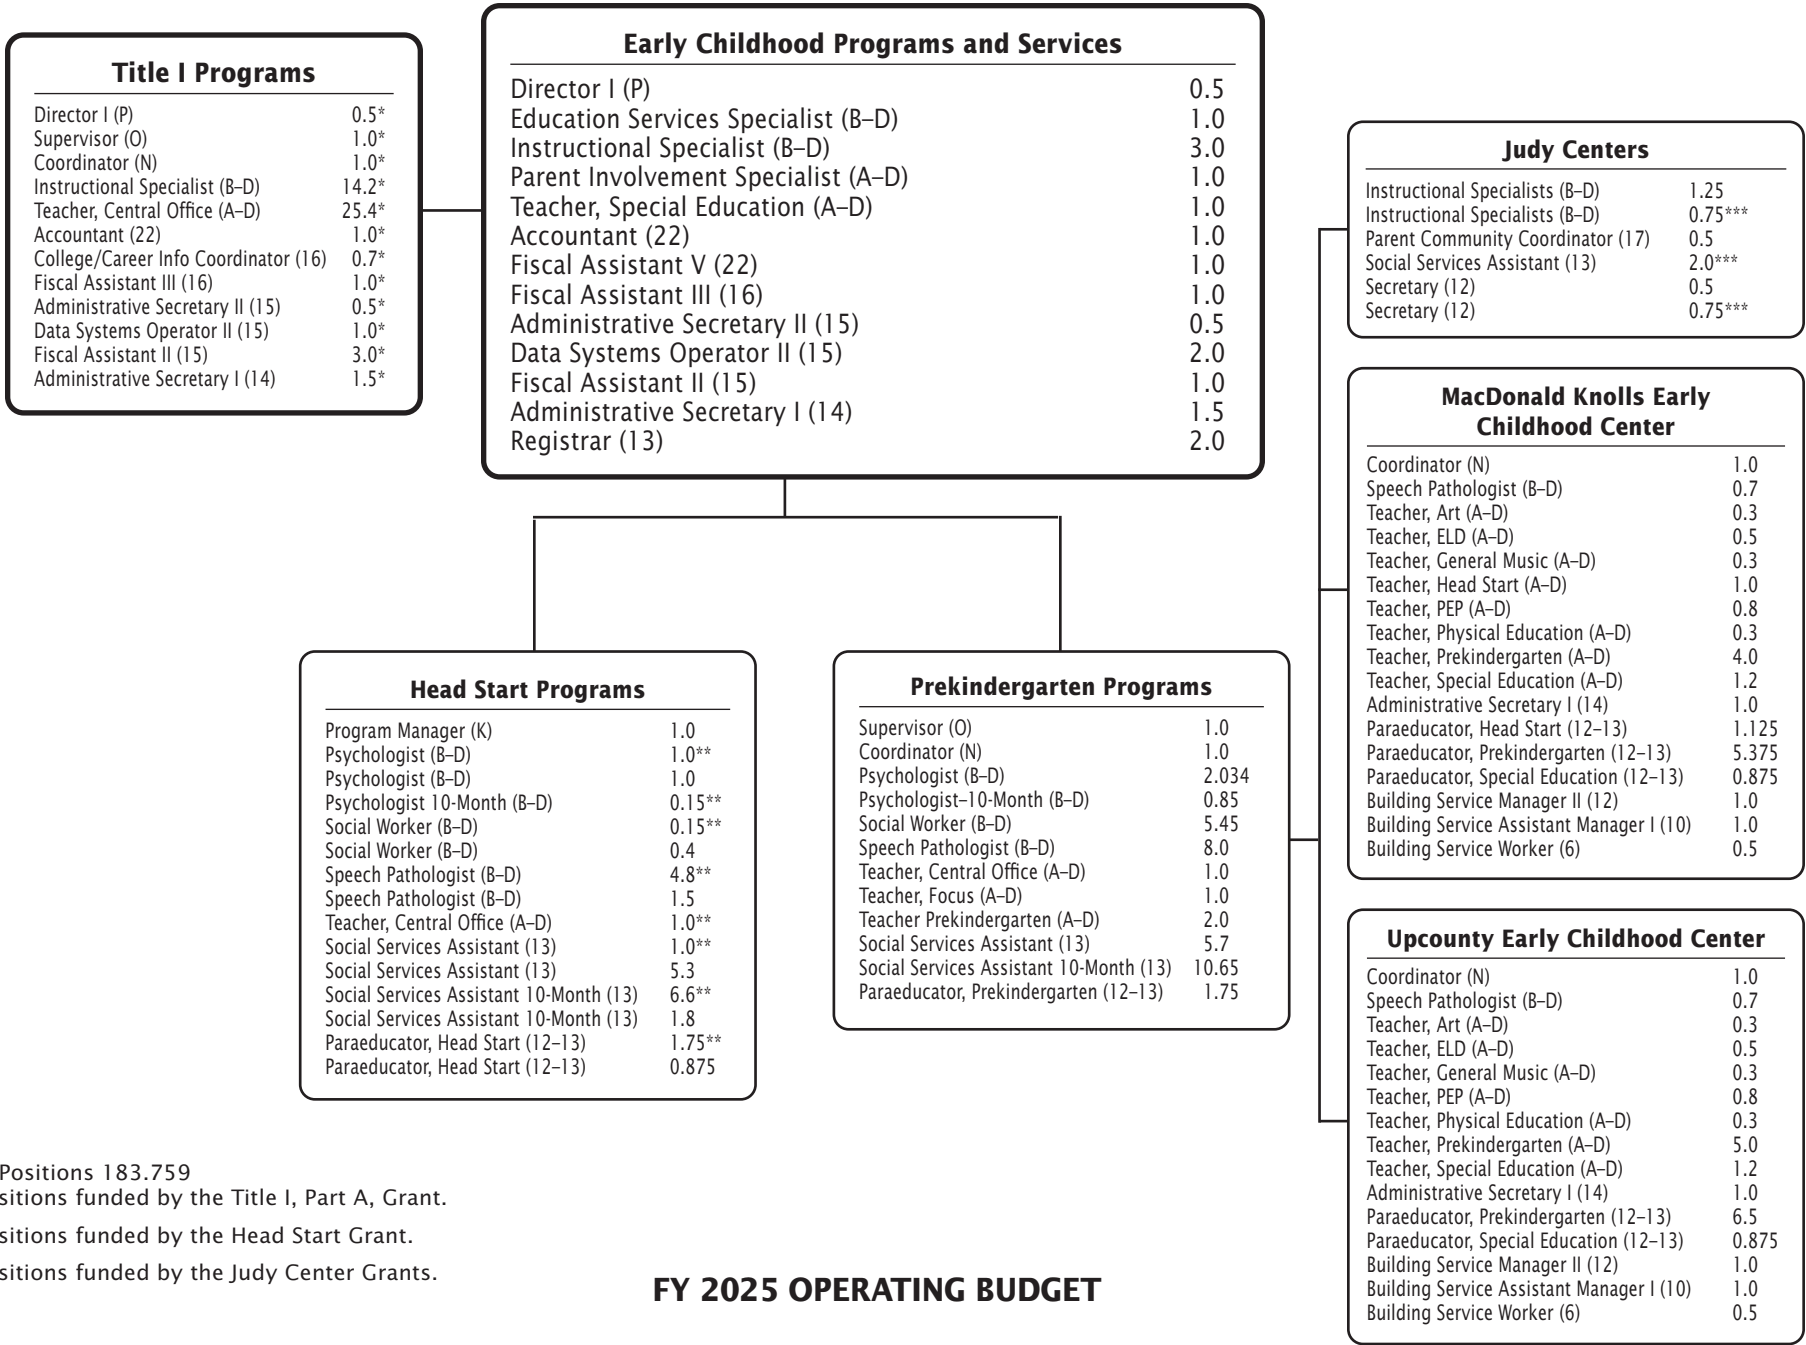 Title I Programs
Director I (P) 0.5*
Supervisor (O) 1.0*
Coordinator (N) 1.0*
Instructional Specialist (B–D) 14.2*
Teacher, Central Office (A–D) 25.4*
Accountant (22) 1.0*
College/Career Info Coordinator (16) 0.7*
Fiscal Assistant III (16) 1.0*
Administrative Secretary II (15) 0.5*
Data Systems Operator II (15) 1.0*
Fiscal Assistant II (15) 3.0*
Administrative Secretary I (14) 1.5*
Early Childhood Programs and Services
Director I (P) 0.5
Education Services Specialist (B–D) 1.0
Instructional Specialist (B–D) 3.0
Parent Involvement Specialist (A–D) 1.0
Teacher, Special Education (A–D) 1.0
Accountant (22) 1.0
Fiscal Assistant V (22) 1.0
Fiscal Assistant III (16) 1.0
Administrative Secretary II (15) 0.5
Data Systems Operator II (15) 2.0
Fiscal Assistant II (15) 1.0
Administrative Secretary I (14) 1.5
Registrar (13) 2.0
Judy Centers
Instructional Specialists (B–D) 1.25
Instructional Specialists (B–D) 0.75***
Parent Community Coordinator (17) 0.5
Social Services Assistant (13) 2.0***
Secretary (12) 0.5
Secretary (12) 0.75***
MacDonald Knolls Early
Childhood Center
Coordinator (N) 1.0
Speech Pathologist (B–D) 0.7
Teacher, Art (A–D) 0.3
Teacher, ELD (A–D) 0.5
Teacher, General Music (A–D) 0.3
Teacher, Head Start (A–D) 1.0
Teacher, PEP (A–D) 0.8
Teacher, Physical Education (A–D) 0.3
Teacher, Prekindergarten (A–D) 4.0
Teacher, Special Education (A–D) 1.2
Administrative Secretary I (14) 1.0
Paraeducator, Head Start (12–13) 1.125
Paraeducator, Prekindergarten (12–13) 5.375
Paraeducator, Special Education (12–13) 0.875
Building Service Manager II (12) 1.0
Building Service Assistant Manager I (10) 1.0
Building Service Worker (6) 0.5
Head Start Programs
Program Manager (K) 1.0
Psychologist (B–D) 1.0**
Psychologist (B–D) 1.0
Psychologist 10-Month (B–D) 0.15**
Social Worker (B–D) 0.15**
Social Worker (B–D) 0.4
Speech Pathologist (B–D) 4.8**
Speech Pathologist (B–D) 1.5
Teacher, Central Office (A–D) 1.0**
Social Services Assistant (13) 1.0**
Social Services Assistant (13) 5.3
Social Services Assistant 10-Month (13) 6.6**
Social Services Assistant 10-Month (13) 1.8
Paraeducator, Head Start (12–13) 1.75**
Paraeducator, Head Start (12–13) 0.875
Prekindergarten Programs
Supervisor (O) 1.0
Coordinator (N) 1.0
Psychologist (B–D) 2.034
Psychologist–10-Month (B–D) 0.85
Social Worker (B–D) 5.45
Speech Pathologist (B–D) 8.0
Teacher, Central Office (A–D) 1.0
Teacher, Focus (A–D) 1.0
Teacher Prekindergarten (A–D) 2.0
Social Services Assistant (13) 5.7
Social Services Assistant 10-Month (13) 10.65
Paraeducator, Prekindergarten (12–13) 1.75
Upcounty Early Childhood Center
Coordinator (N) 1.0
Speech Pathologist (B–D) 0.7
Teacher, Art (A–D) 0.3
Teacher, ELD (A–D) 0.5
Teacher, General Music (A–D) 0.3
Teacher, PEP (A–D) 0.8
Teacher, Physical Education (A–D) 0.3
Teacher, Prekindergarten (A–D) 5.0
Teacher, Special Education (A–D) 1.2
Administrative Secretary I (14) 1.0
Paraeducator, Prekindergarten (12–13) 6.5
Paraeducator, Special Education (12–13) 0.875
Building Service Manager II (12) 1.0
Building Service Assistant Manager I (10) 1.0
Building Service Worker (6) 0.5
Positions 183.759
sitions funded by the Title I, Part A, Grant.
sitions funded by the Head Start Grant.
sitions funded by the Judy Center Grants.
FY 2025 OPERATING BUDGET